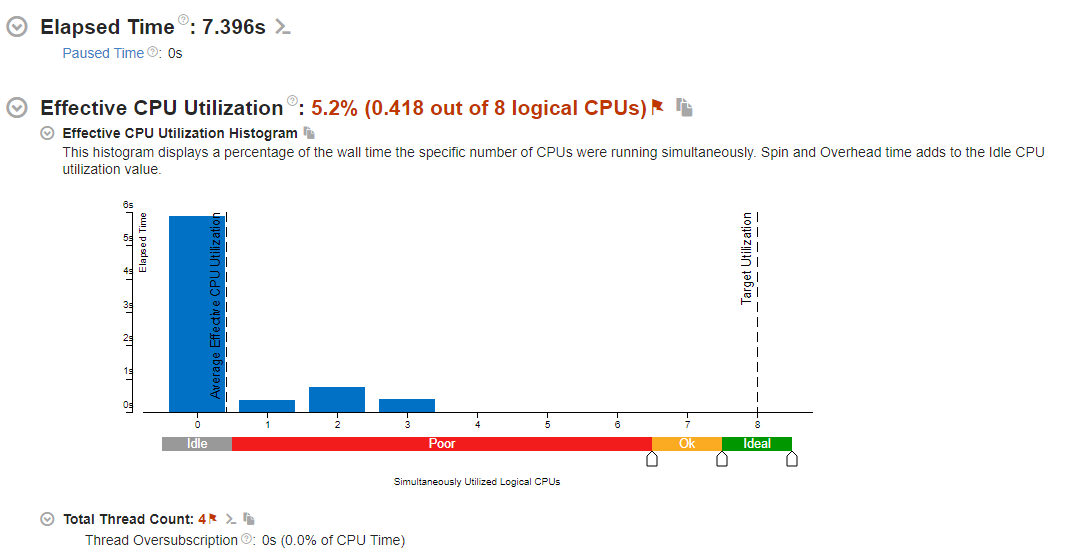 Elapsed Time ?: 7.396s
Paused Time ?: 0s
Effective CPU Utilization ?: 5.2% (0.418 out of 8 logical CPUs)
Effective CPU Utilization Histogram
This histogram displays a percentage of the wall time the specific number of CPUs were running simultaneously. Spin and Overhead time adds to the Idle CPU
utilization value.
6s
5s
4s
3s
2s
1s
0s
Elapsed Time
Average Effective CPU Utilization
Target Utilization
0 1 2 3 4 5 6 7 8
Idle Poor Ok Ideal
Simultaneously Utilized Logical CPUs
Total Thread Count: 4
Thread Oversubscription ?: 0s (0.0% of CPU Time)